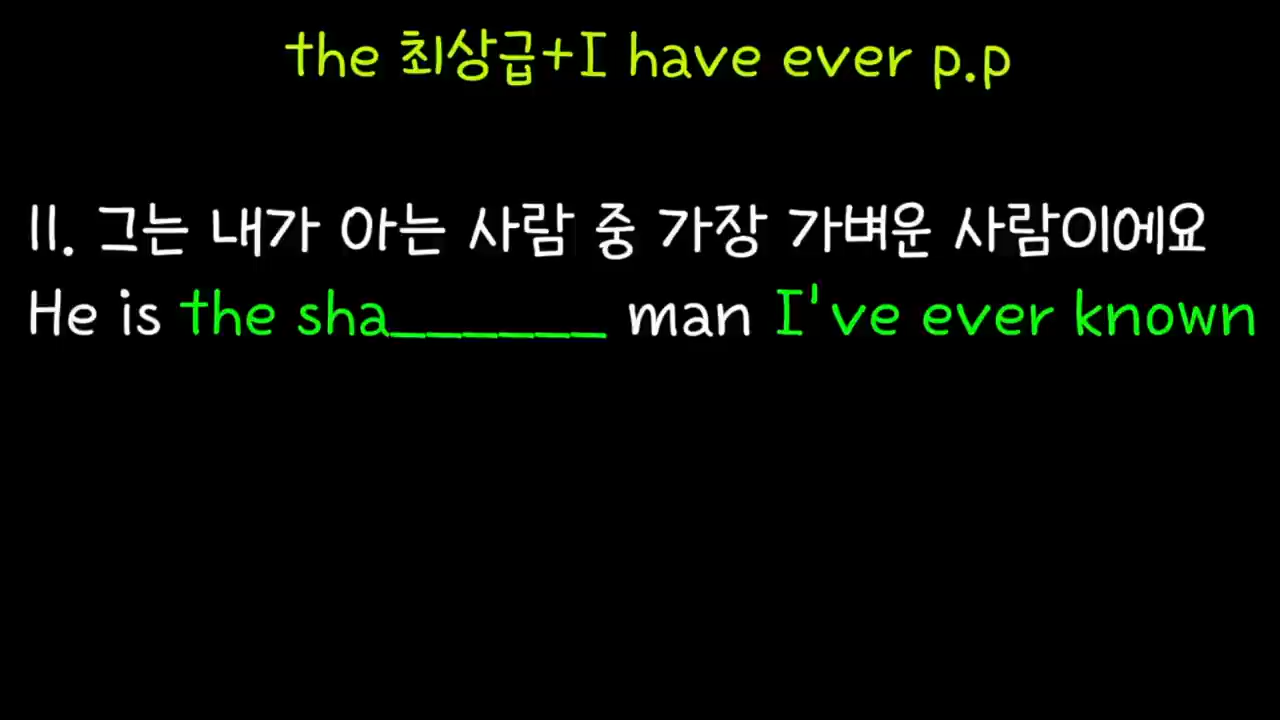 the 최상급+I have ever p.p
11. 그는 내가 아는 사람 중 가장 가벼운 사람이에요
He is the sha______ man I've ever known